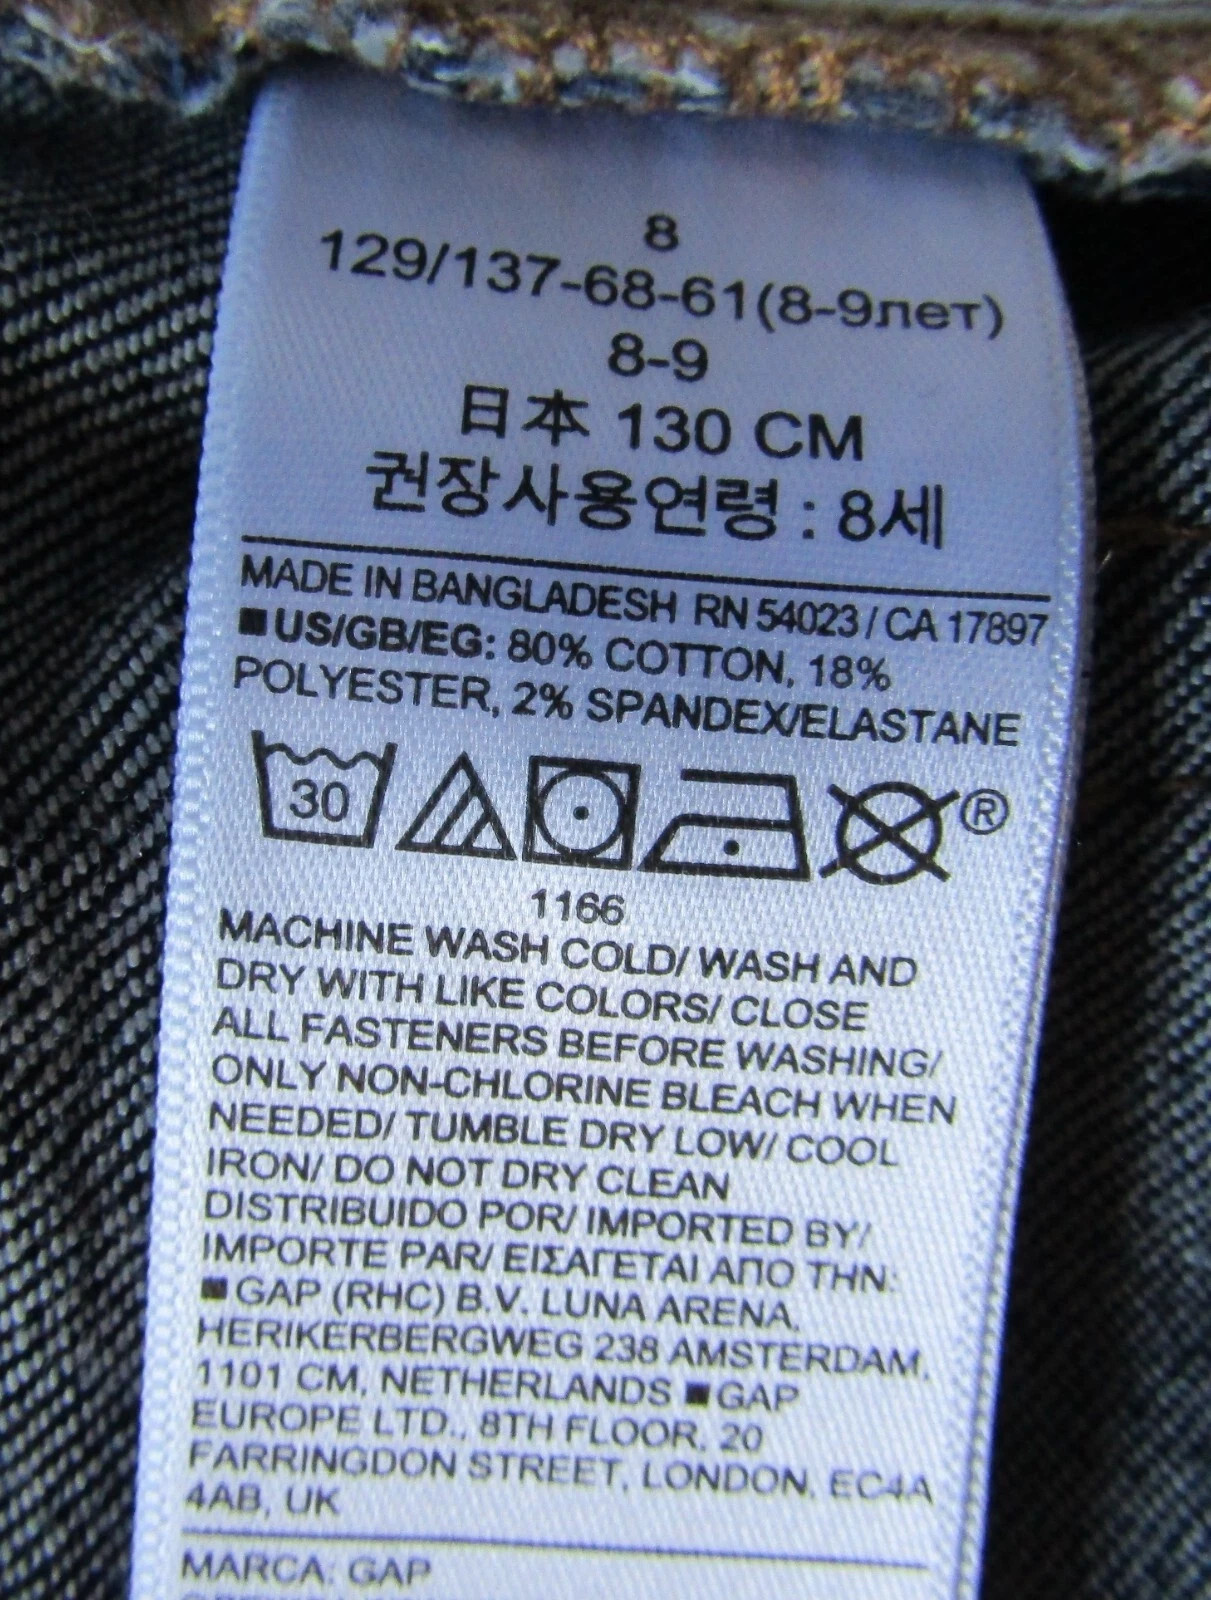 8
129/137-68-61(8-9лет)
8-9
日本 130 CM
권장사용연령 : 8세
MADE IN BANGLADESH RN 54023 / CA 17897
■US/GB/EG: 80% COTTON, 18%
POLYESTER, 2% SPANDEX/ELASTANE
30 ®
1166
MACHINE WASH COLD/ WASH AND
DRY WITH LIKE COLORS/ CLOSE
ALL FASTENERS BEFORE WASHING/
ONLY NON-CHLORINE BLEACH WHEN
NEEDED/ TUMBLE DRY LOW/ COOL
IRON/ DO NOT DRY CLEAN
DISTRIBUIDO POR/ IMPORTED BY/
IMPORTE PAR/ ΕΙΣΑΓΕΤΑΙ ΑΠΟ ΤΗΝ:
■GAP (RHC) B.V. LUNA ARENA,
HERIKERBERGWEG 238 AMSTERDAM,
1101 CM, NETHERLANDS ■GAP
EUROPE LTD., 8TH FLOOR, 20
FARRINGDON STREET, LONDON, EC4A
4AB, UK
MARCA: GAP